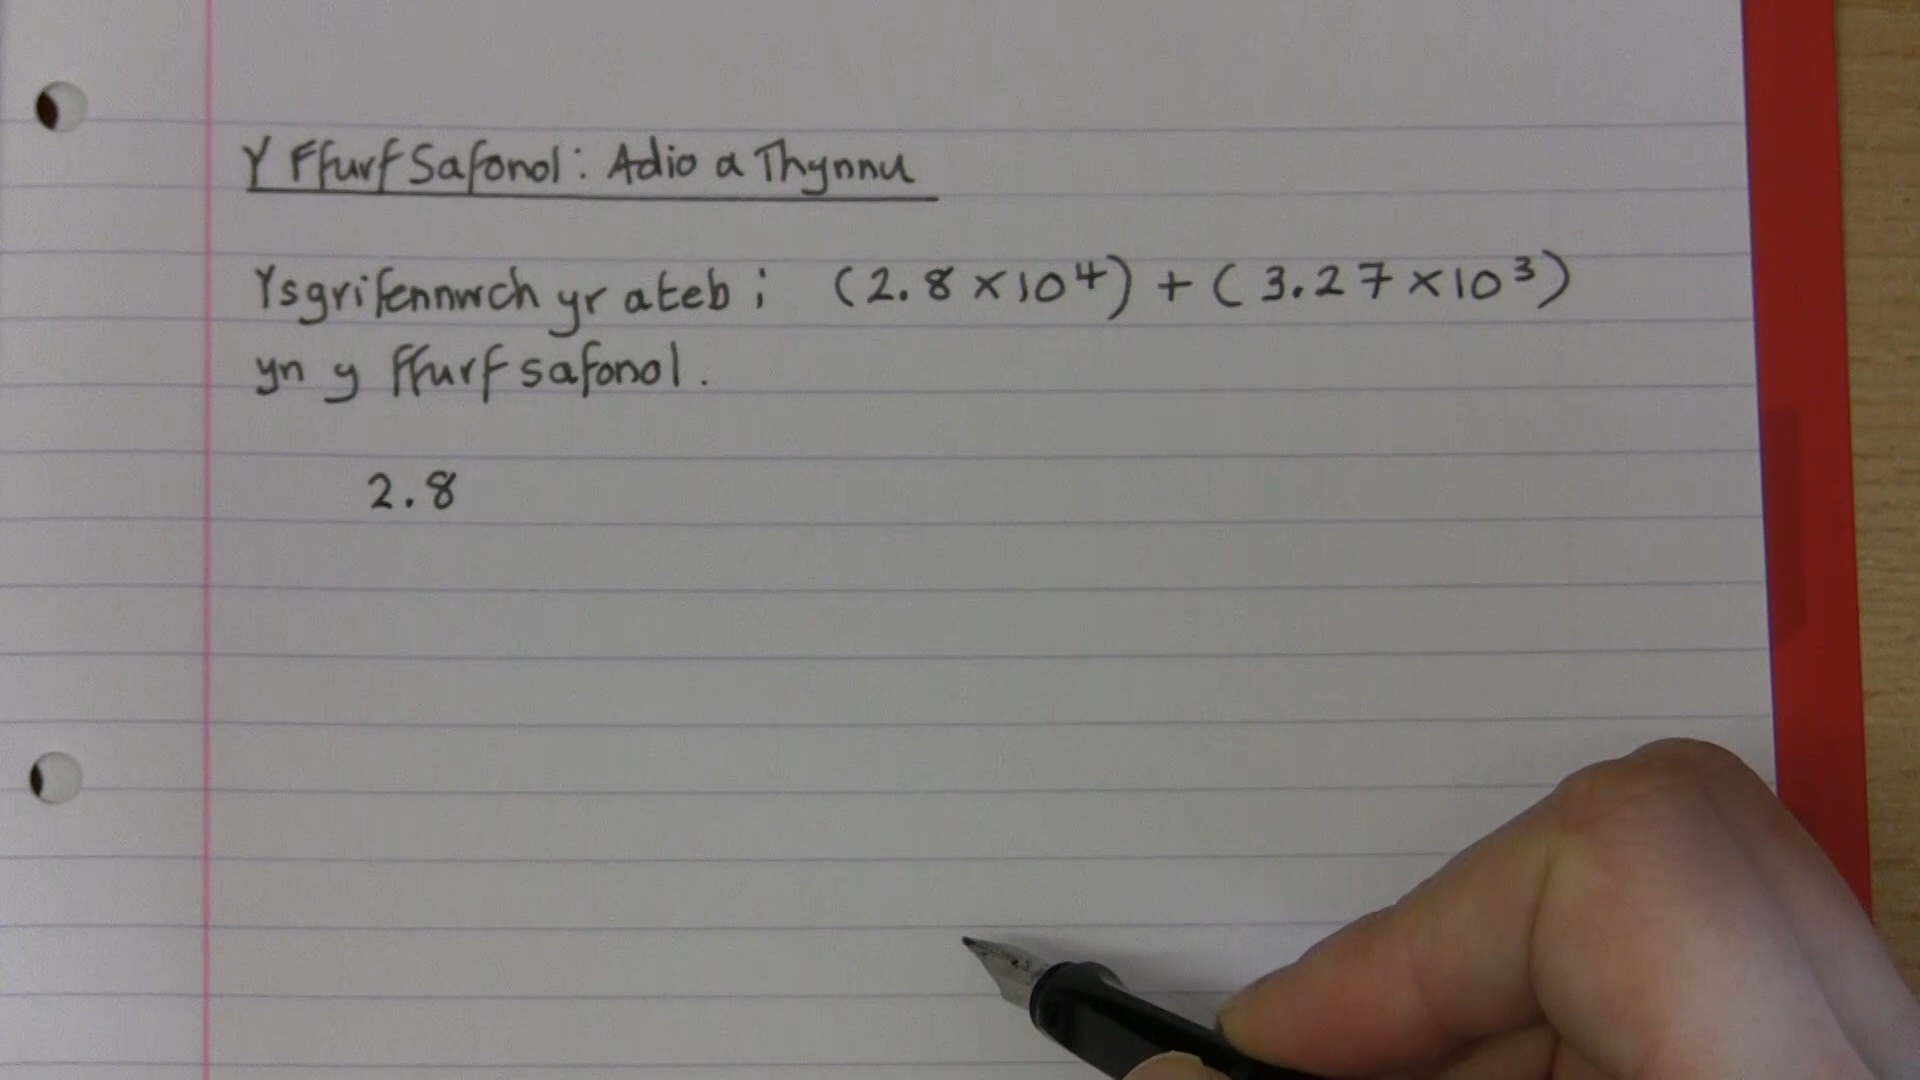 Y Ffurf Safonol: Adio a Thynnu
Ysgrifennwch yr ateb i (2.8 × 10⁴) + (3.27 × 10³)
yn y ffurf safonol.
2.8